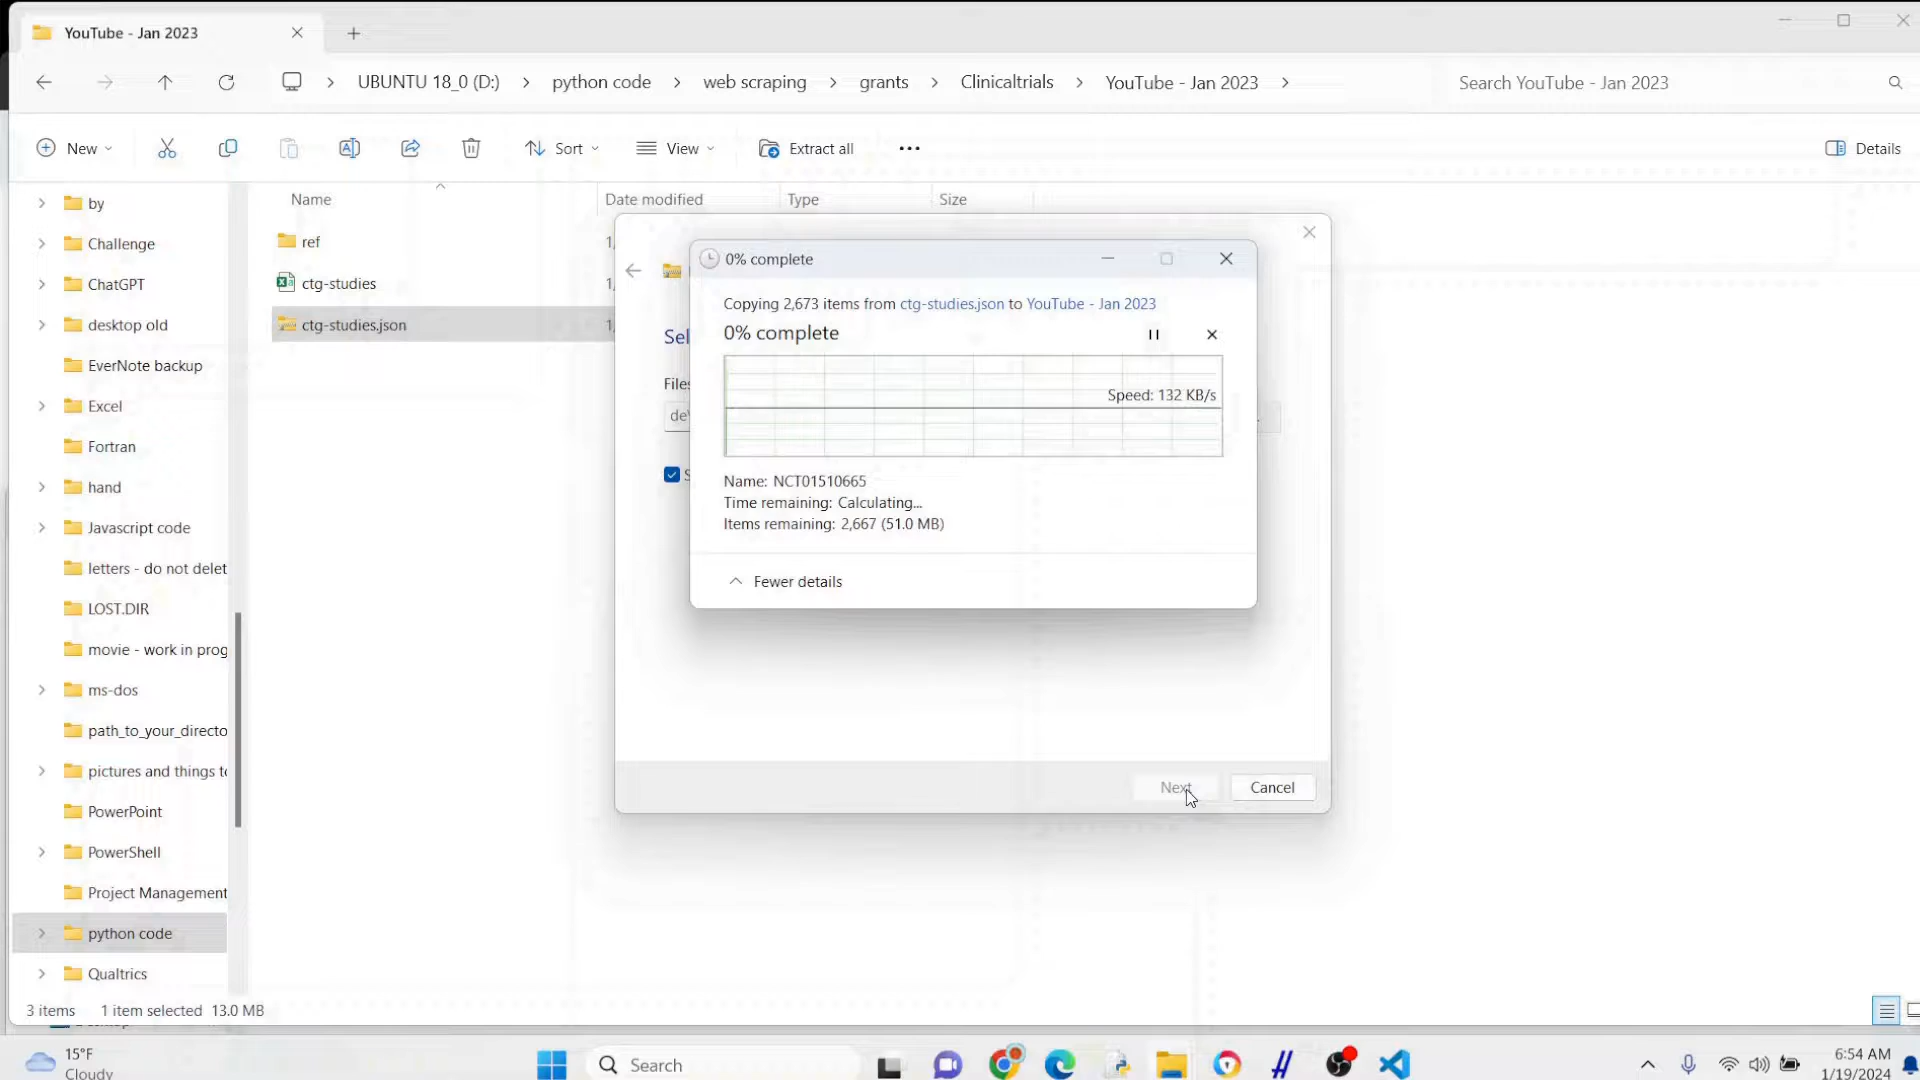 YouTube - Jan 2023
UBUNTU 18_0 (D:) python code web scraping grants Clinicaltrials YouTube - Jan 2023
Search YouTube - Jan 2023
New Sort View Extract all Details
by
Challenge
ChatGPT
desktop old
EverNote backup
Excel
Fortran
hand
Javascript code
letters - do not delet
LOST.DIR
movie - work in prog
ms-dos
path_to_your_directo
pictures and things to
PowerPoint
PowerShell
Project Management
python code
Qualtrics
Name Date modified Type Size
ref
ctg-studies
ctg-studies.json
Sel
Files
0% complete
Copying 2,673 items from ctg-studies.json to YouTube - Jan 2023
0% complete
Speed: 132 KB/s
Name: NCT01510665
Time remaining: Calculating...
Items remaining: 2,667 (51.0 MB)
Fewer details
Next Cancel
3 items 1 item selected 13.0 MB
15°F
Cloudy
Search
6:54 AM
1/19/2024